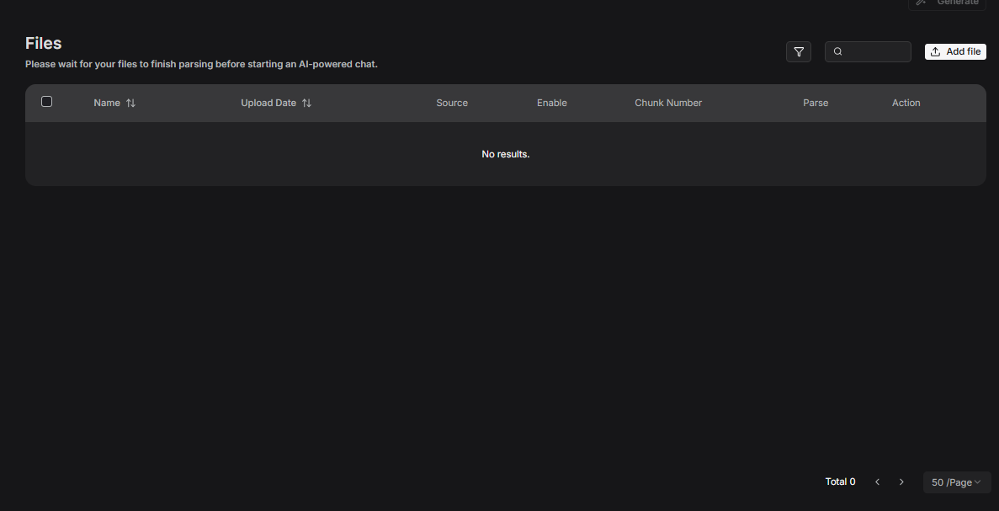 Generate
Files
Please wait for your files to finish parsing before starting an AI-powered chat.
Add file
Name
Upload Date
Source
Enable
Chunk Number
Parse
Action
No results.
Total 0
50 /Page